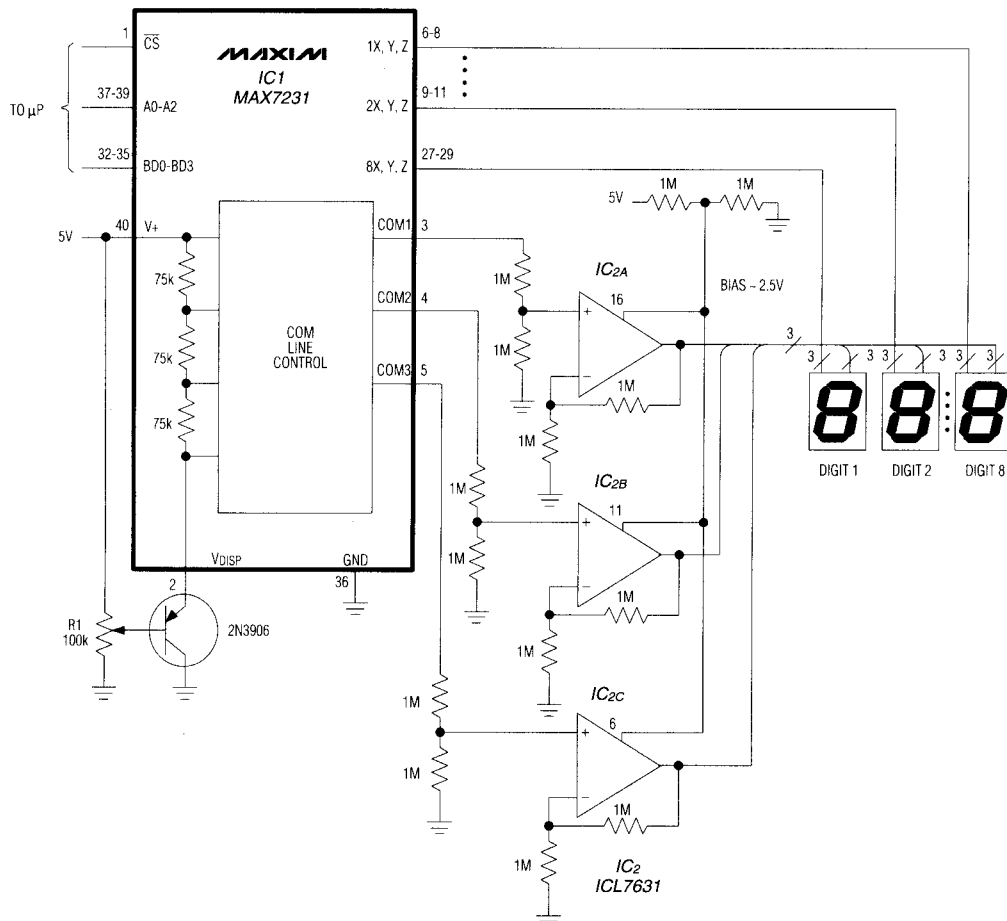 1
CS
MAXIM
IC1
MAX7231
1X, Y, Z
6-8
TO µP
37-39
A0-A2
2X, Y, Z
9-11
32-35
BD0-BD3
8X, Y, Z
27-29
5V
1M
1M
5V
40
V+
COM1
3
75k
1M
IC2A
16
BIAS ~ 2.5V
COM2
4
75k
COM
LINE
CONTROL
1M
COM3
5
75k
1M
1M
3
3
3
3
3
3
3
DIGIT 1
DIGIT 2
DIGIT 8
1M
IC2B
11
1M
1M
1M
VDISP
GND
36
2
R1
100k
2N3906
1M
IC2C
6
1M
1M
1M
IC2
ICL7631